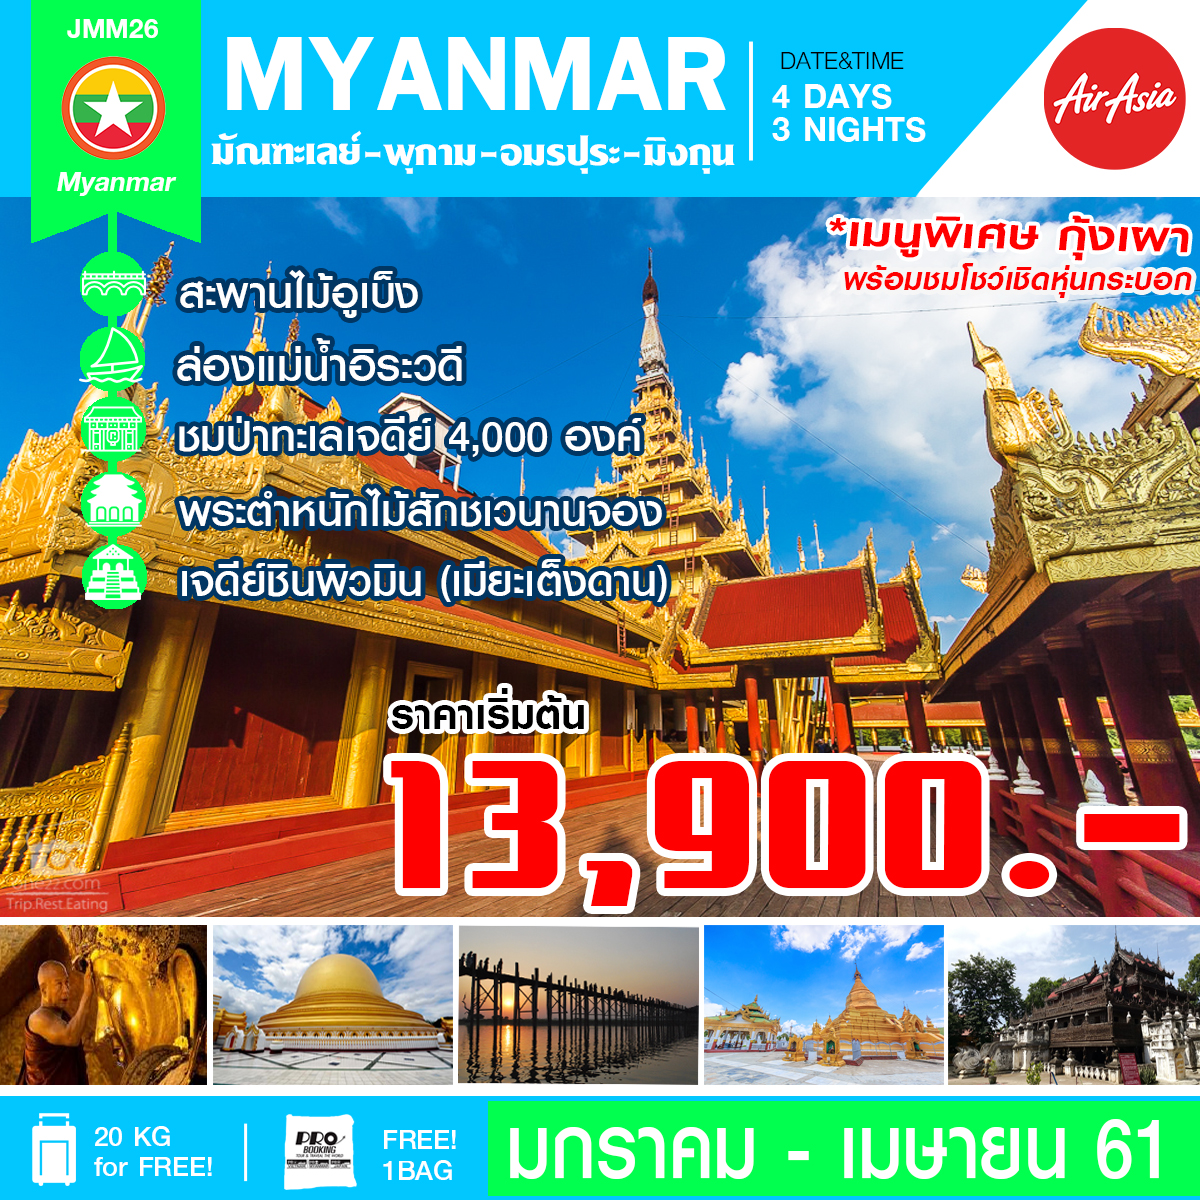 JMM26
Myanmar
MYANMAR
มัณฑะเลย์-พุกาม-อมรปุระ-มิงกุน
DATE&TIME
4 DAYS
3 NIGHTS
AirAsia
*เมนูพิเศษ กุ้งเผา
พร้อมชมโชว์เชิดหุ่นกระบอก
สะพานไม้อูเบ็ง
ล่องแม่น้ำอิระวดี
ชมป่าทะเลเจดีย์ 4,000 องค์
พระตำหนักไม้สักชเวนานจอง
เจดีย์ชินพิวมิน (เมียะเต็งดาน)
ราคาเริ่มต้น
13,900.-
Trip.Rest.Eating
20 KG
for FREE!
PRO
BOOKING
FREE!
1BAG
มกราคม - เมษายน 61